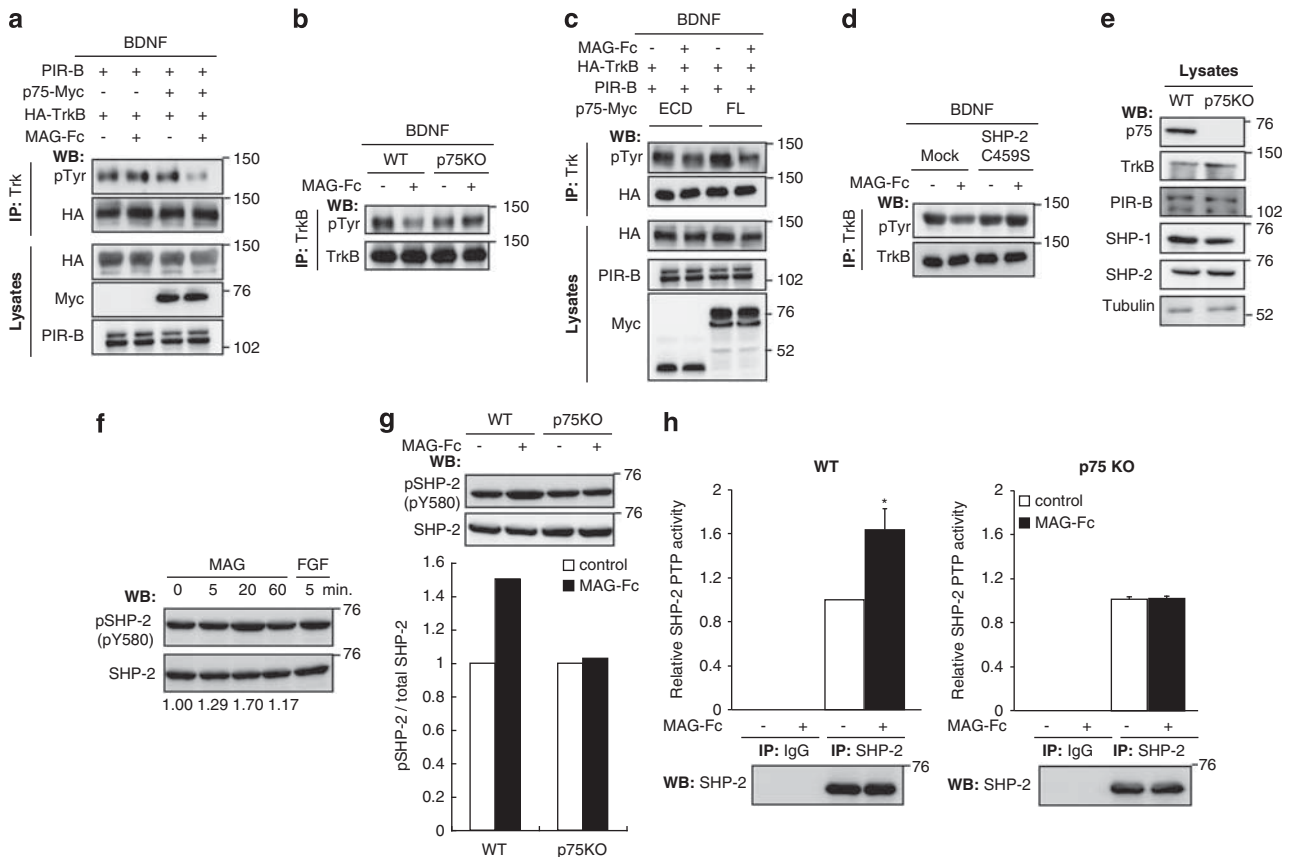 a
BDNF
PIR-B + + + +
p75-Myc - - + +
HA-TrkB + + + +
MAG-Fc - + - +
WB:
IP: Trk
pTyr
150
HA
Lysates
HA
150
Myc
76
PIR-B
102
b
BDNF
WT p75KO
MAG-Fc - + - +
WB:
IP: TrkB
pTyr
150
TrkB
150
c
BDNF
MAG-Fc - + - +
HA-TrkB + + + +
PIR-B + + + +
p75-Myc ECD FL
WB:
IP: Trk
pTyr
150
HA
Lysates
HA
150
PIR-B
102
Myc
76
52
d
BDNF
Mock SHP-2
C459S
MAG-Fc - + - +
WB:
IP: TrkB
pTyr
150
TrkB
150
e
Lysates
WB: WT p75KO
p75
76
TrkB
150
PIR-B
102
SHP-1
76
SHP-2
76
Tubulin
52
f
MAG FGF
0 5 20 60 5 min.
WB:
pSHP-2
(pY580)
76
SHP-2
76
1.00 1.29 1.70 1.17
g
WT p75KO
MAG-Fc - + - +
WB:
pSHP-2
(pY580)
76
SHP-2
76
control
MAG-Fc
pSHP-2 / total SHP-2
1.6
1.4
1.2
1
0.8
0.6
0.4
0.2
0
WT p75KO
h
WT
Relative SHP-2 PTP activity
2
1.6
1.2
0.8
0.4
0
*
MAG-Fc - + - +
IP: IgG IP: SHP-2
WB: SHP-2
76
p75 KO
control
MAG-Fc
Relative SHP-2 PTP activity
2
1.6
1.2
0.8
0.4
0
MAG-Fc - + - +
IP: IgG IP: SHP-2
WB: SHP-2
76